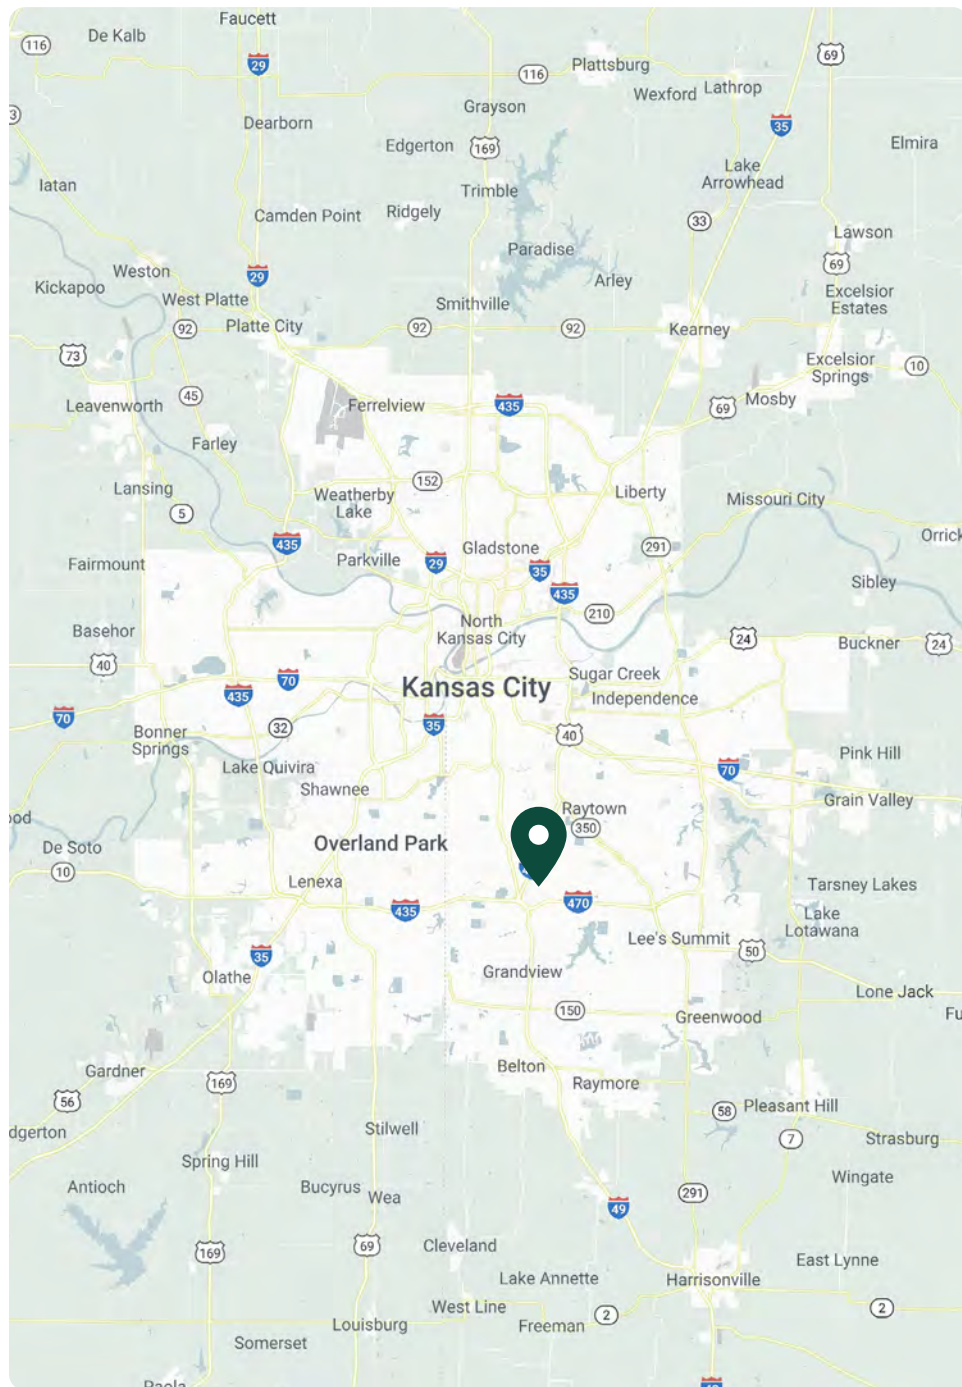 Faucett
De Kalb
116
29
69
Plattsburg
116
Lathrop
Wexford
Grayson
3
Dearborn
35
Edgerton
169
Elmira
Lake
Arrowhead
Iatan
Trimble
Camden Point
Ridgely
33
Lawson
Paradise
69
Weston
29
Arley
Kickapoo
Excelsior
Estates
West Platte
Smithville
Platte City
92
92
92
Kearney
73
Excelsior
Springs
10
45
Mosby
Leavenworth
Ferrelview
435
69
Farley
152
Lansing
Weatherby
Lake
Liberty
Missouri City
5
435
Orrick
Gladstone
291
Parkville
29
35
Fairmount
Sibley
435
210
North
Kansas City
Basehor
24
Buckner
24
40
Sugar Creek
70
Kansas City
435
Independence
70
35
32
40
Bonner
Springs
Pink Hill
Lake Quivira
70
Shawnee
Grain Valley
Raytown
ood
350
Overland Park
De Soto
10
Lenexa
Tarsney Lakes
470
435
Lake
Lotawana
Lee's Summit
50
35
Olathe
Grandview
Lone Jack
150
Greenwood
Fu
Belton
Gardner
169
Raymore
56
58
Pleasant Hill
dgerton
Stilwell
7
Strasburg
Spring Hill
Wingate
Antioch
Bucyrus
Wea
291
49
169
69
Cleveland
East Lynne
Lake Annette
Harrisonville
West Line
2
2
Louisburg
Freeman
Somerset
Paola